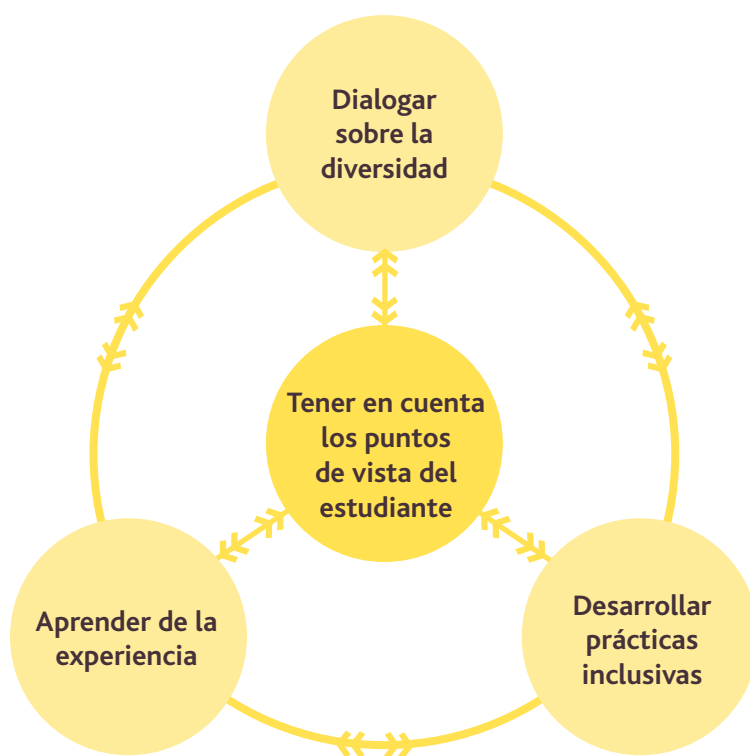 Dialogar
sobre la
diversidad
Tener en cuenta
los puntos
de vista del
estudiante
Aprender de la
experiencia
Desarrollar
prácticas
inclusivas